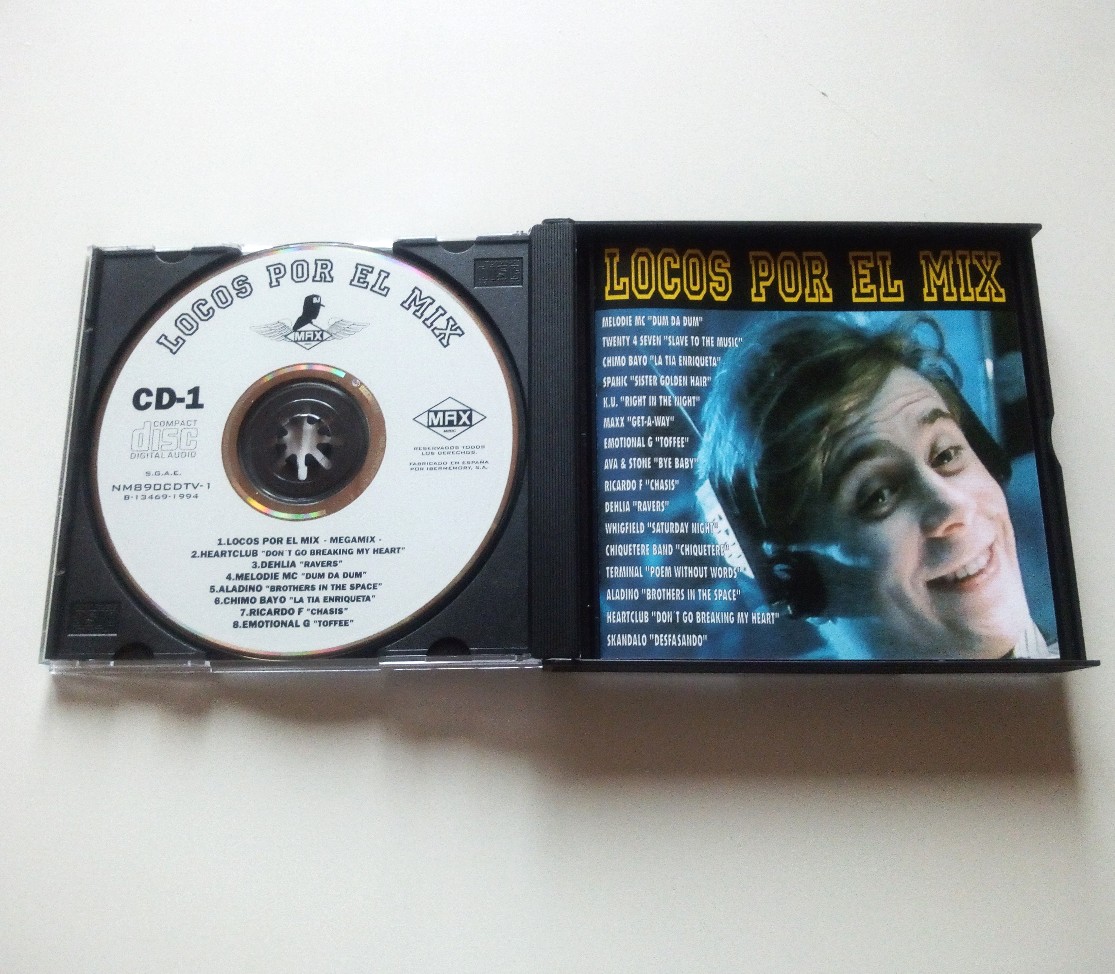 LOCOS POR EL MIX
DJ
MAX
MUSIC
CD-1
COMPACT
disc
DIGITAL AUDIO
S.G.A.E.
NM890CDTV-1
B-13469-1994
MAX
MUSIC
RESERVADOS TODOS
LOS DERECHOS.
FABRICADO EN ESPAÑA
POR IBERMEMORY, S.A.
1.LOCOS POR EL MIX - MEGAMIX -
2.HEARTCLUB "DON´T GO BREAKING MY HEART"
3.DEHLIA "RAVERS"
4.MELODIE MC "DUM DA DUM"
5.ALADINO "BROTHERS IN THE SPACE"
6.CHIMO BAYO "LA TIA ENRIQUETA"
7.RICARDO F "CHASIS"
8.EMOTIONAL G "TOFFEE"
LOCOS POR EL MIX
MELODIE MC "DUM DA DUM"
TWENTY 4 SEVEN "SLAVE TO THE MUSIC"
CHIMO BAYO "LA TIA ENRIQUETA"
SPANIC "SISTER GOLDEN HAIR"
K.U. "RIGHT IN THE NIGHT"
MAXX "GET-A-WAY"
EMOTIONAL G "TOFFEE"
AVA & STONE "BYE BABY"
RICARDO F "CHASIS"
DEHLIA "RAVERS"
WHIGFIELD "SATURDAY NIGHT"
CHIQUETERE BAND "CHIQUETERE"
TERMINAL "POEM WITHOUT WORDS"
ALADINO "BROTHERS IN THE SPACE"
HEARTCLUB "DON´T GO BREAKING MY HEART"
SKANDALO "DESFASANDO"